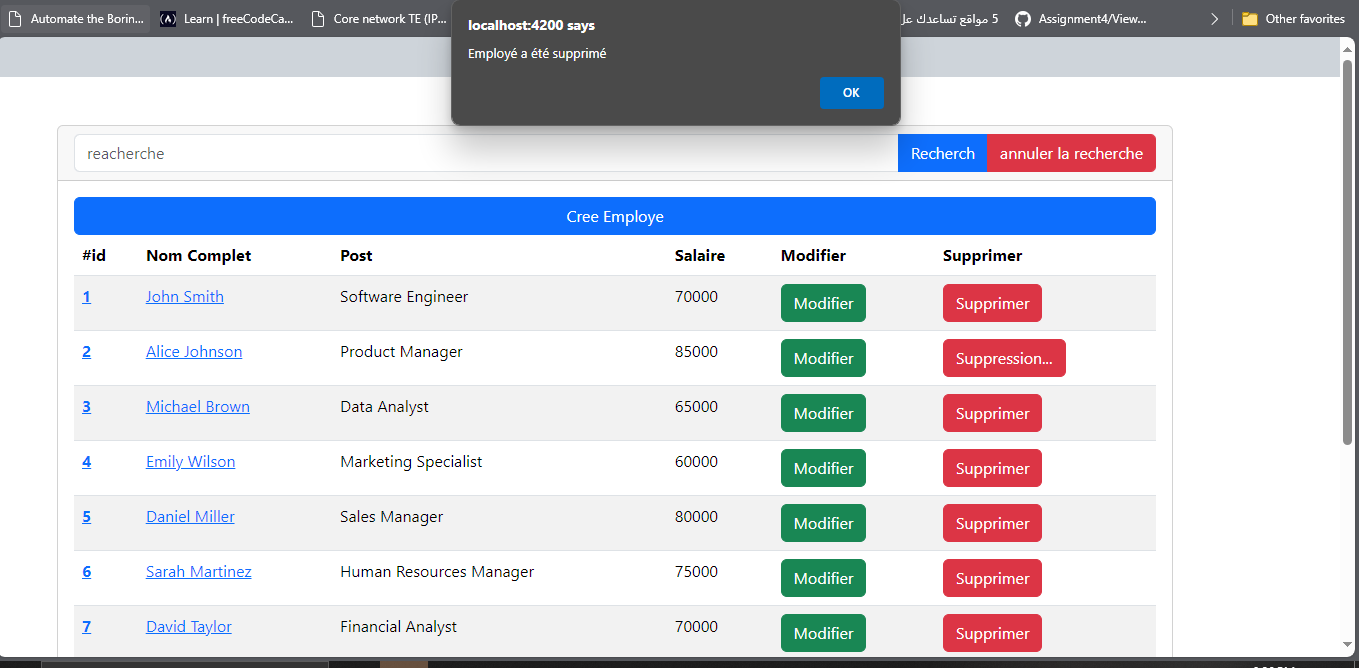 Automate the Borin... Learn | freeCodeCa... Core network TE (IP... 5 مواقع تساعدك عل Assignment4/View... Other favorites
localhost:4200 says
Employé a été supprimé
OK
reacherche Recherch annuler la recherche
Cree Employe
#id Nom Complet Post Salaire Modifier Supprimer
1 John Smith Software Engineer 70000 Modifier Supprimer
2 Alice Johnson Product Manager 85000 Modifier Suppression...
3 Michael Brown Data Analyst 65000 Modifier Supprimer
4 Emily Wilson Marketing Specialist 60000 Modifier Supprimer
5 Daniel Miller Sales Manager 80000 Modifier Supprimer
6 Sarah Martinez Human Resources Manager 75000 Modifier Supprimer
7 David Taylor Financial Analyst 70000 Modifier Supprimer